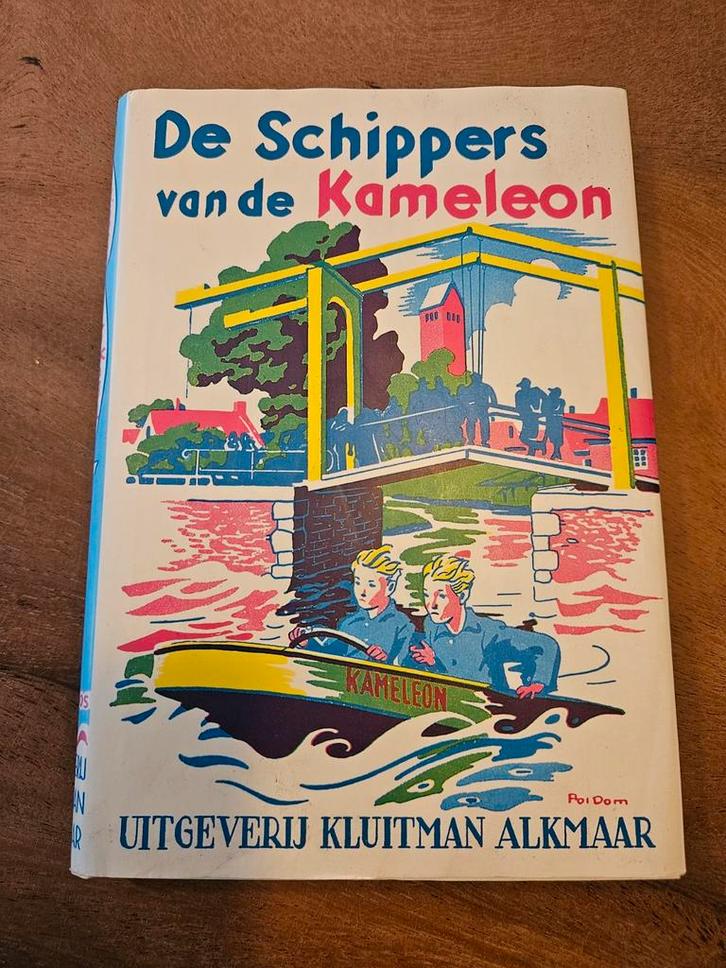 De Schippers
van de Kameleon
KAMELEON
Pol Dom
UITGEVERIJ KLUITMAN ALKMAAR